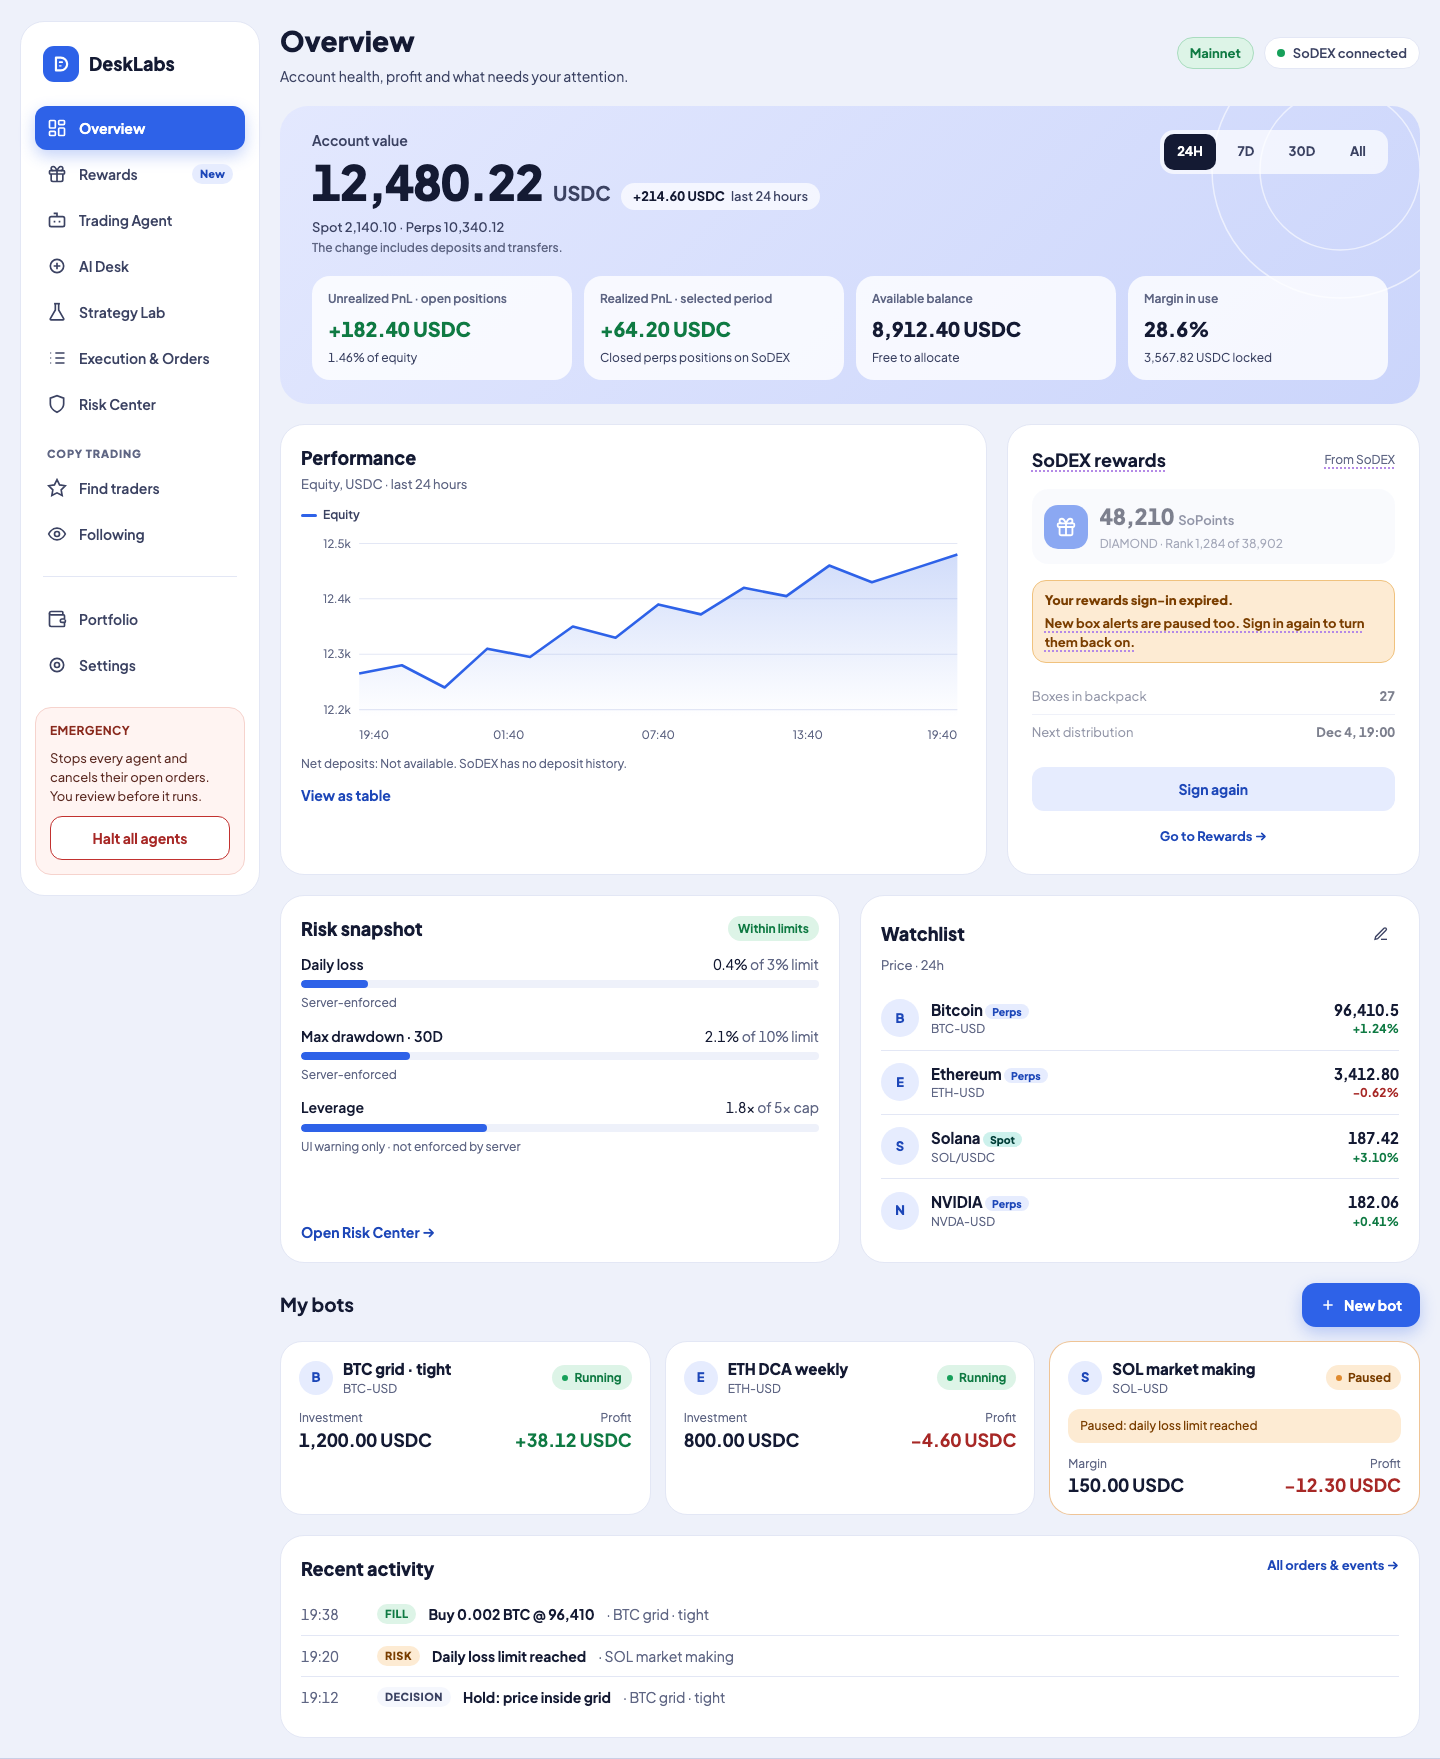 DeskLabs
Overview
Rewards New
Trading Agent
AI Desk
Strategy Lab
Execution & Orders
Risk Center
COPY TRADING
Find traders
Following
Portfolio
Settings
EMERGENCY
Stops every agent and
cancels their open orders.
You review before it runs.
Halt all agents
Overview
Account health, profit and what needs your attention.
Mainnet
SoDEX connected
Account value
12,480.22 USDC +214.60 USDC last 24 hours
Spot 2,140.10 · Perps 10,340.12
The change includes deposits and transfers.
24H 7D 30D All
Unrealized PnL · open positions
+182.40 USDC
1.46% of equity
Realized PnL · selected period
+64.20 USDC
Closed perps positions on SoDEX
Available balance
8,912.40 USDC
Free to allocate
Margin in use
28.6%
3,567.82 USDC locked
Performance
Equity, USDC · last 24 hours
Equity
12.5k
12.4k
12.3k
12.2k
19:40 01:40 07:40 13:40 19:40
Net deposits: Not available. SoDEX has no deposit history.
View as table
SoDEX rewards
From SoDEX
48,210 SoPoints
DIAMOND · Rank 1,284 of 38,902
Your rewards sign-in expired.
New box alerts are paused too. Sign in again to turn
them back on.
Boxes in backpack 27
Next distribution Dec 4, 19:00
Sign again
Go to Rewards →
Risk snapshot
Within limits
Daily loss 0.4% of 3% limit
Server-enforced
Max drawdown · 30D 2.1% of 10% limit
Server-enforced
Leverage 1.8× of 5× cap
UI warning only · not enforced by server
Open Risk Center →
Watchlist
Price · 24h
B Bitcoin Perps 96,410.5
BTC-USD +1.24%
E Ethereum Perps 3,412.80
ETH-USD −0.62%
S Solana Spot 187.42
SOL/USDC +3.10%
N NVIDIA Perps 182.06
NVDA-USD +0.41%
My bots
+ New bot
B BTC grid · tight Running
BTC-USD
Investment Profit
1,200.00 USDC +38.12 USDC
E ETH DCA weekly Running
ETH-USD
Investment Profit
800.00 USDC −4.60 USDC
S SOL market making Paused
SOL-USD
Paused: daily loss limit reached
Margin Profit
150.00 USDC −12.30 USDC
Recent activity
All orders & events →
19:38 FILL Buy 0.002 BTC @ 96,410 · BTC grid · tight
19:20 RISK Daily loss limit reached · SOL market making
19:12 DECISION Hold: price inside grid · BTC grid · tight